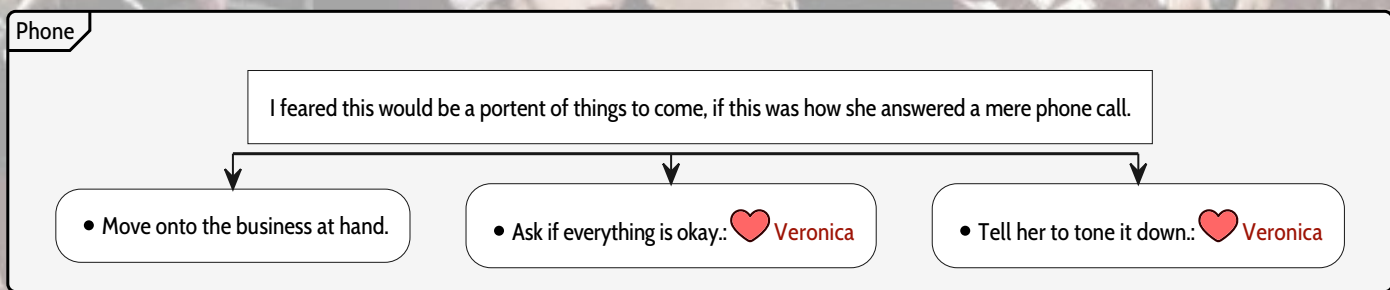 Phone
I feared this would be a portent of things to come, if this was how she answered a mere phone call.
• Move onto the business at hand.
• Ask if everything is okay.: Veronica
• Tell her to tone it down.: Veronica